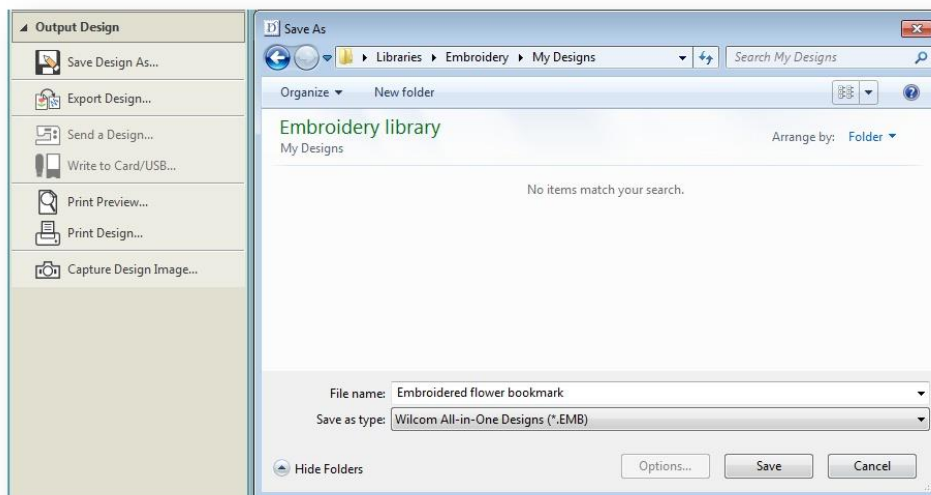 Output Design
Save Design As...
Export Design...
Send a Design...
Write to Card/USB...
Print Preview...
Print Design...
Capture Design Image...
D Save As
Libraries Embroidery My Designs
Search My Designs
Organize New folder
Embroidery library
My Designs
Arrange by: Folder
No items match your search.
File name: Embroidered flower bookmark
Save as type: Wilcom All-in-One Designs (*.EMB)
Hide Folders
Options... Save Cancel